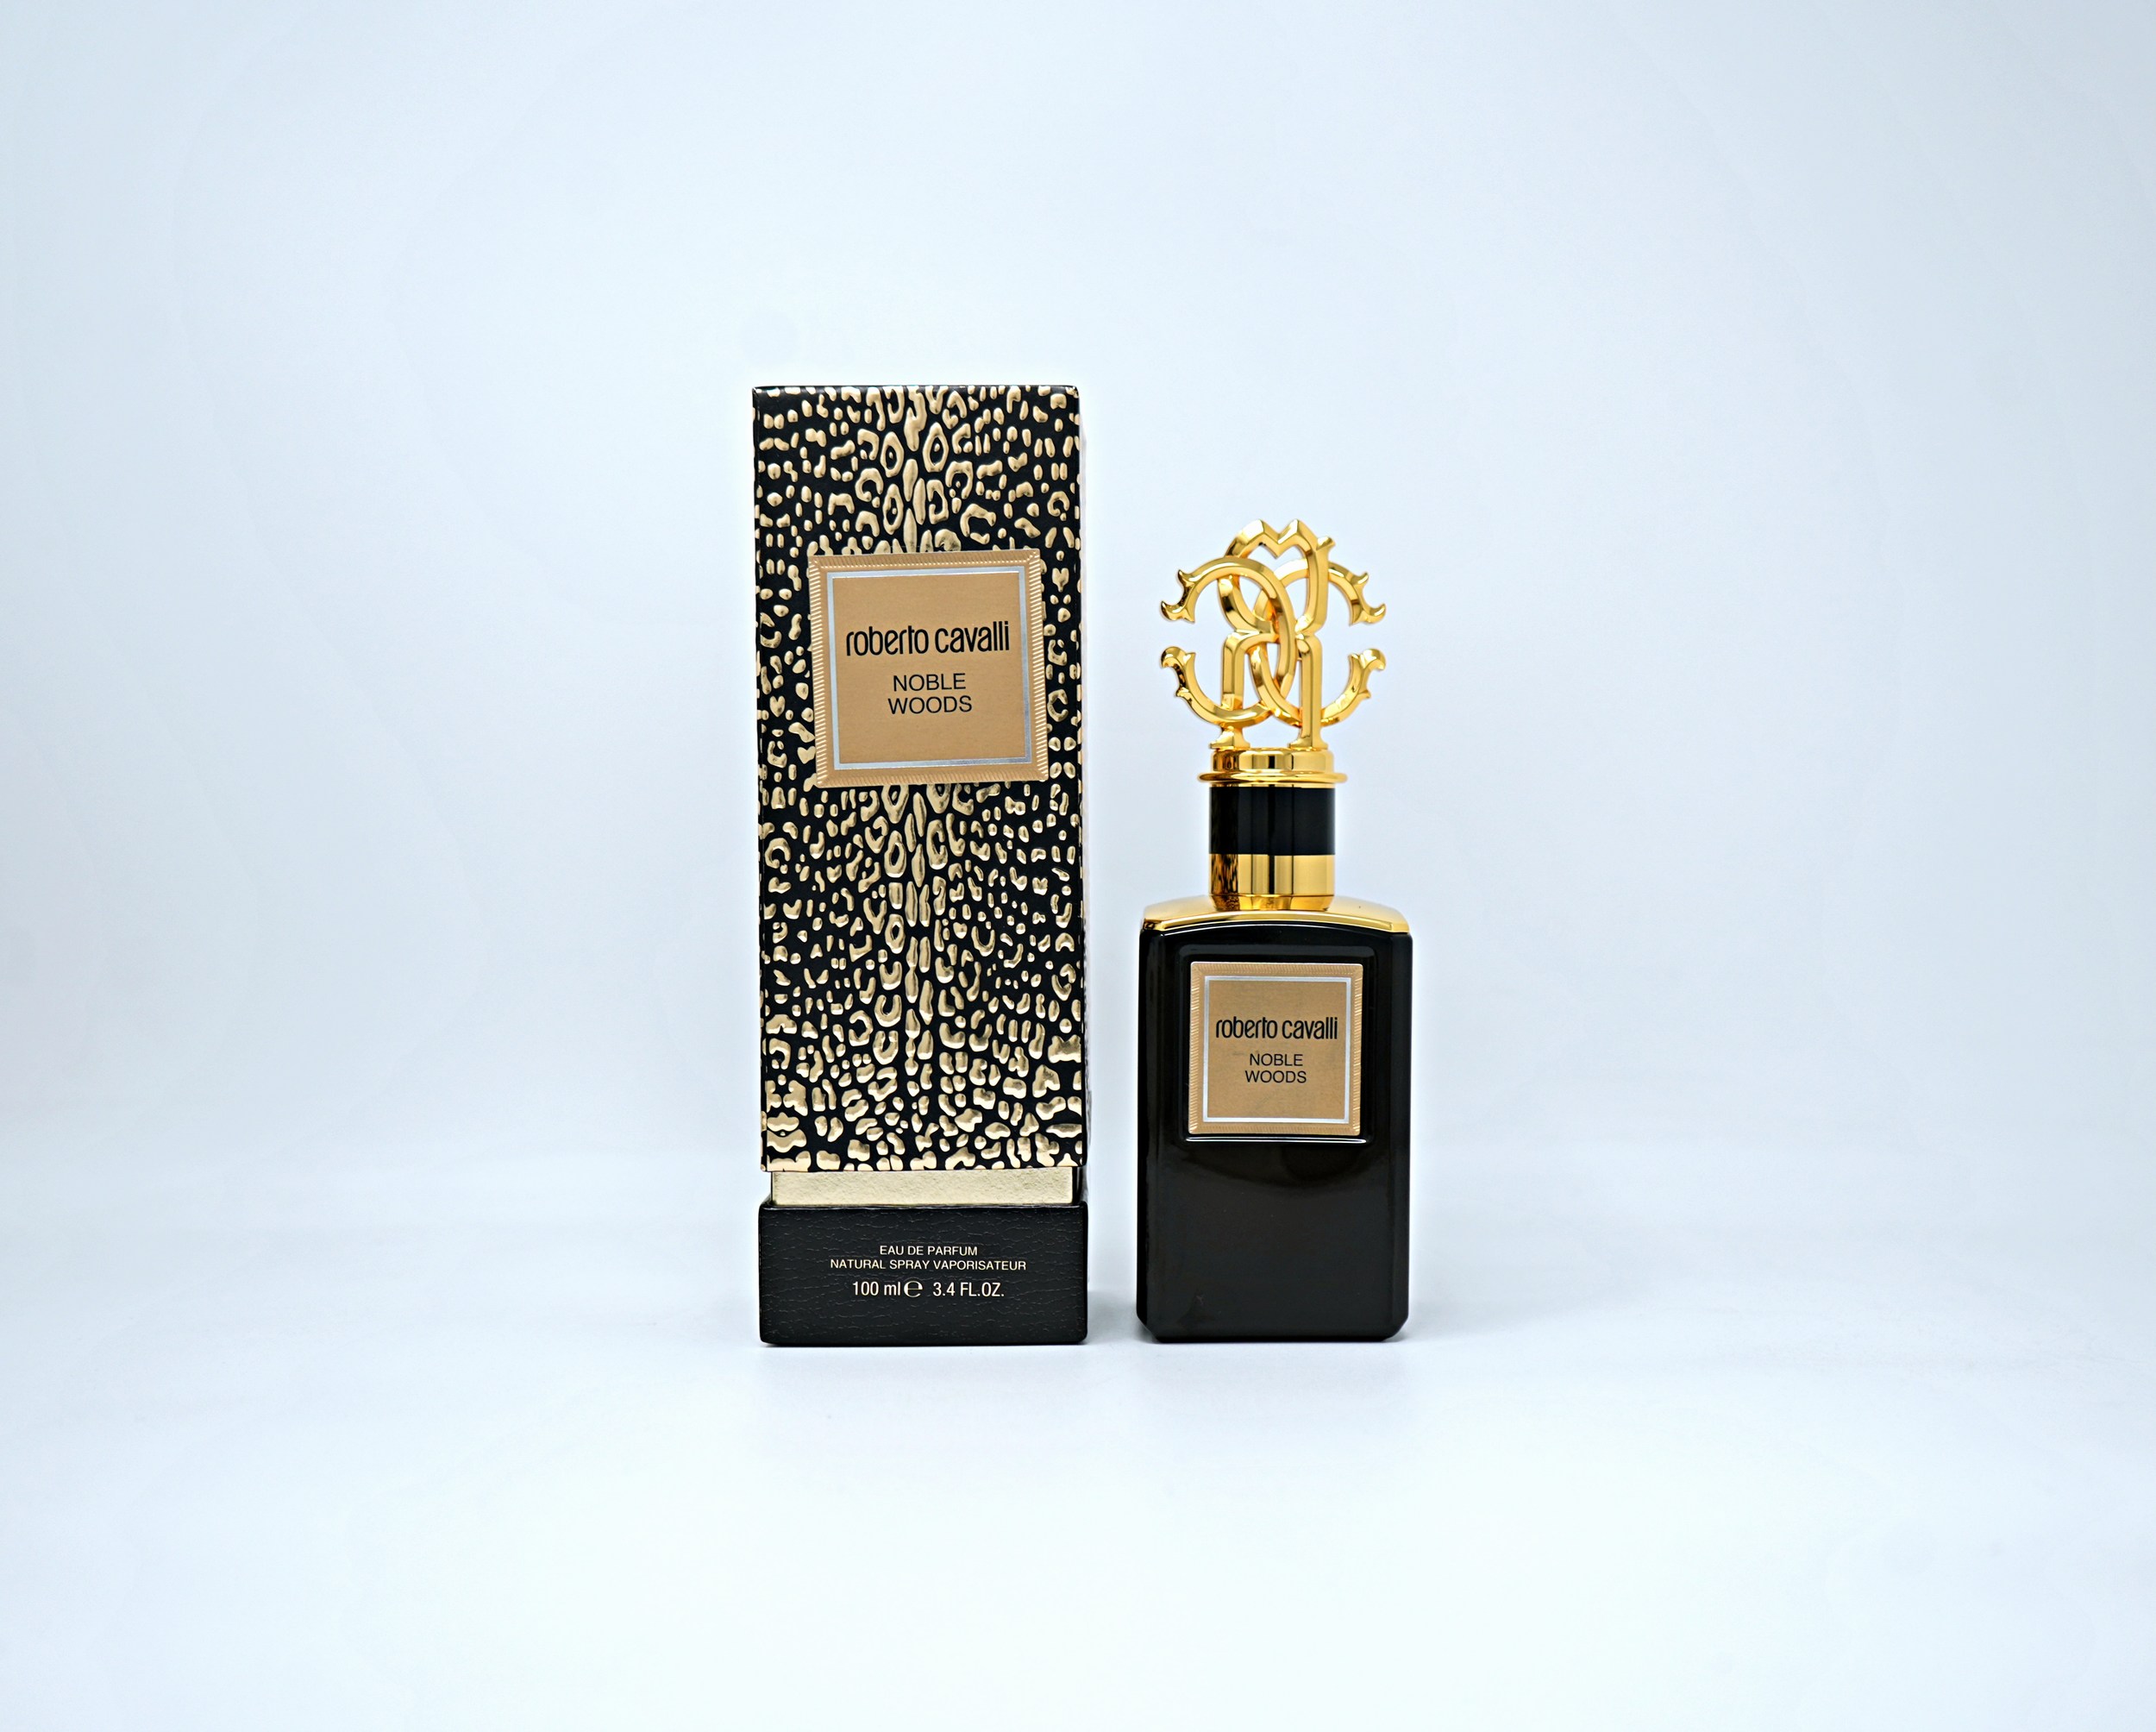 roberto cavalli
NOBLE
WOODS
EAU DE PARFUM
NATURAL SPRAY VAPORISATEUR
100 ml ℮ 3.4 FL.OZ.
roberto cavalli
NOBLE
WOODS